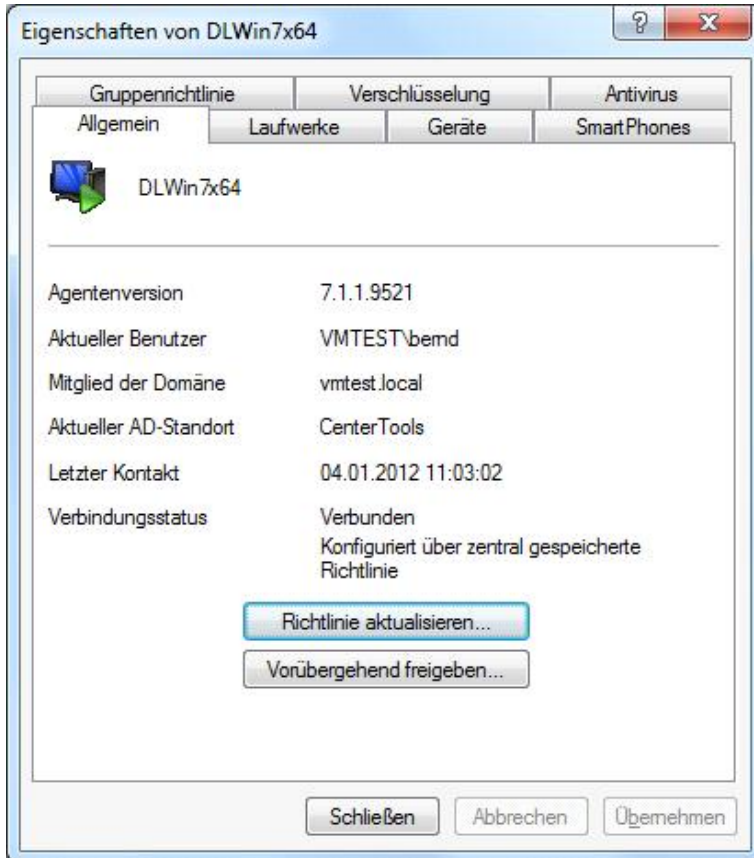 Eigenschaften von DLWin7x64
?
Gruppenrichtlinie Verschlüsselung Antivirus
Allgemein Laufwerke Geräte SmartPhones
DLWin7x64
Agentenversion 7.1.1.9521
Aktueller Benutzer VMTEST\bernd
Mitglied der Domäne vmtest.local
Aktueller AD-Standort CenterTools
Letzter Kontakt 04.01.2012 11:03:02
Verbindungsstatus Verbunden
Konfiguriert über zentral gespeicherte
Richtlinie
Richtlinie aktualisieren...
Vorübergehend freigeben...
Schließen Abbrechen Übernehmen